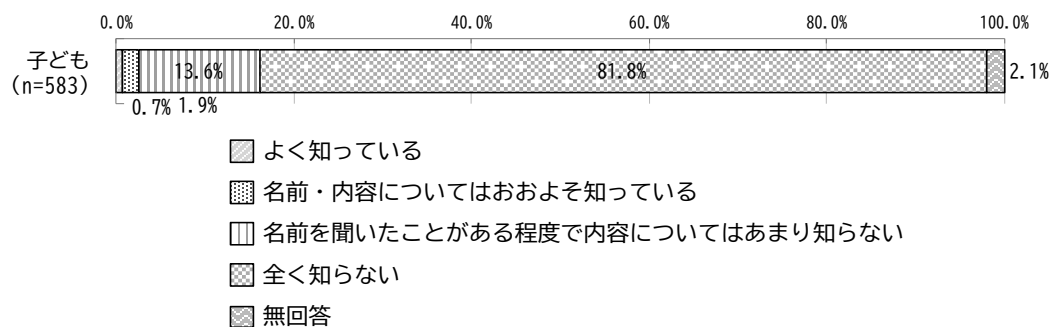 0.0% 20.0% 40.0% 60.0% 80.0% 100.0%
子ども
(n=583)
13.6% 81.8% 2.1%
0.7% 1.9%
よく知っている
名前・内容についてはおおよそ知っている
名前を聞いたことがある程度で内容についてはあまり知らない
全く知らない
無回答